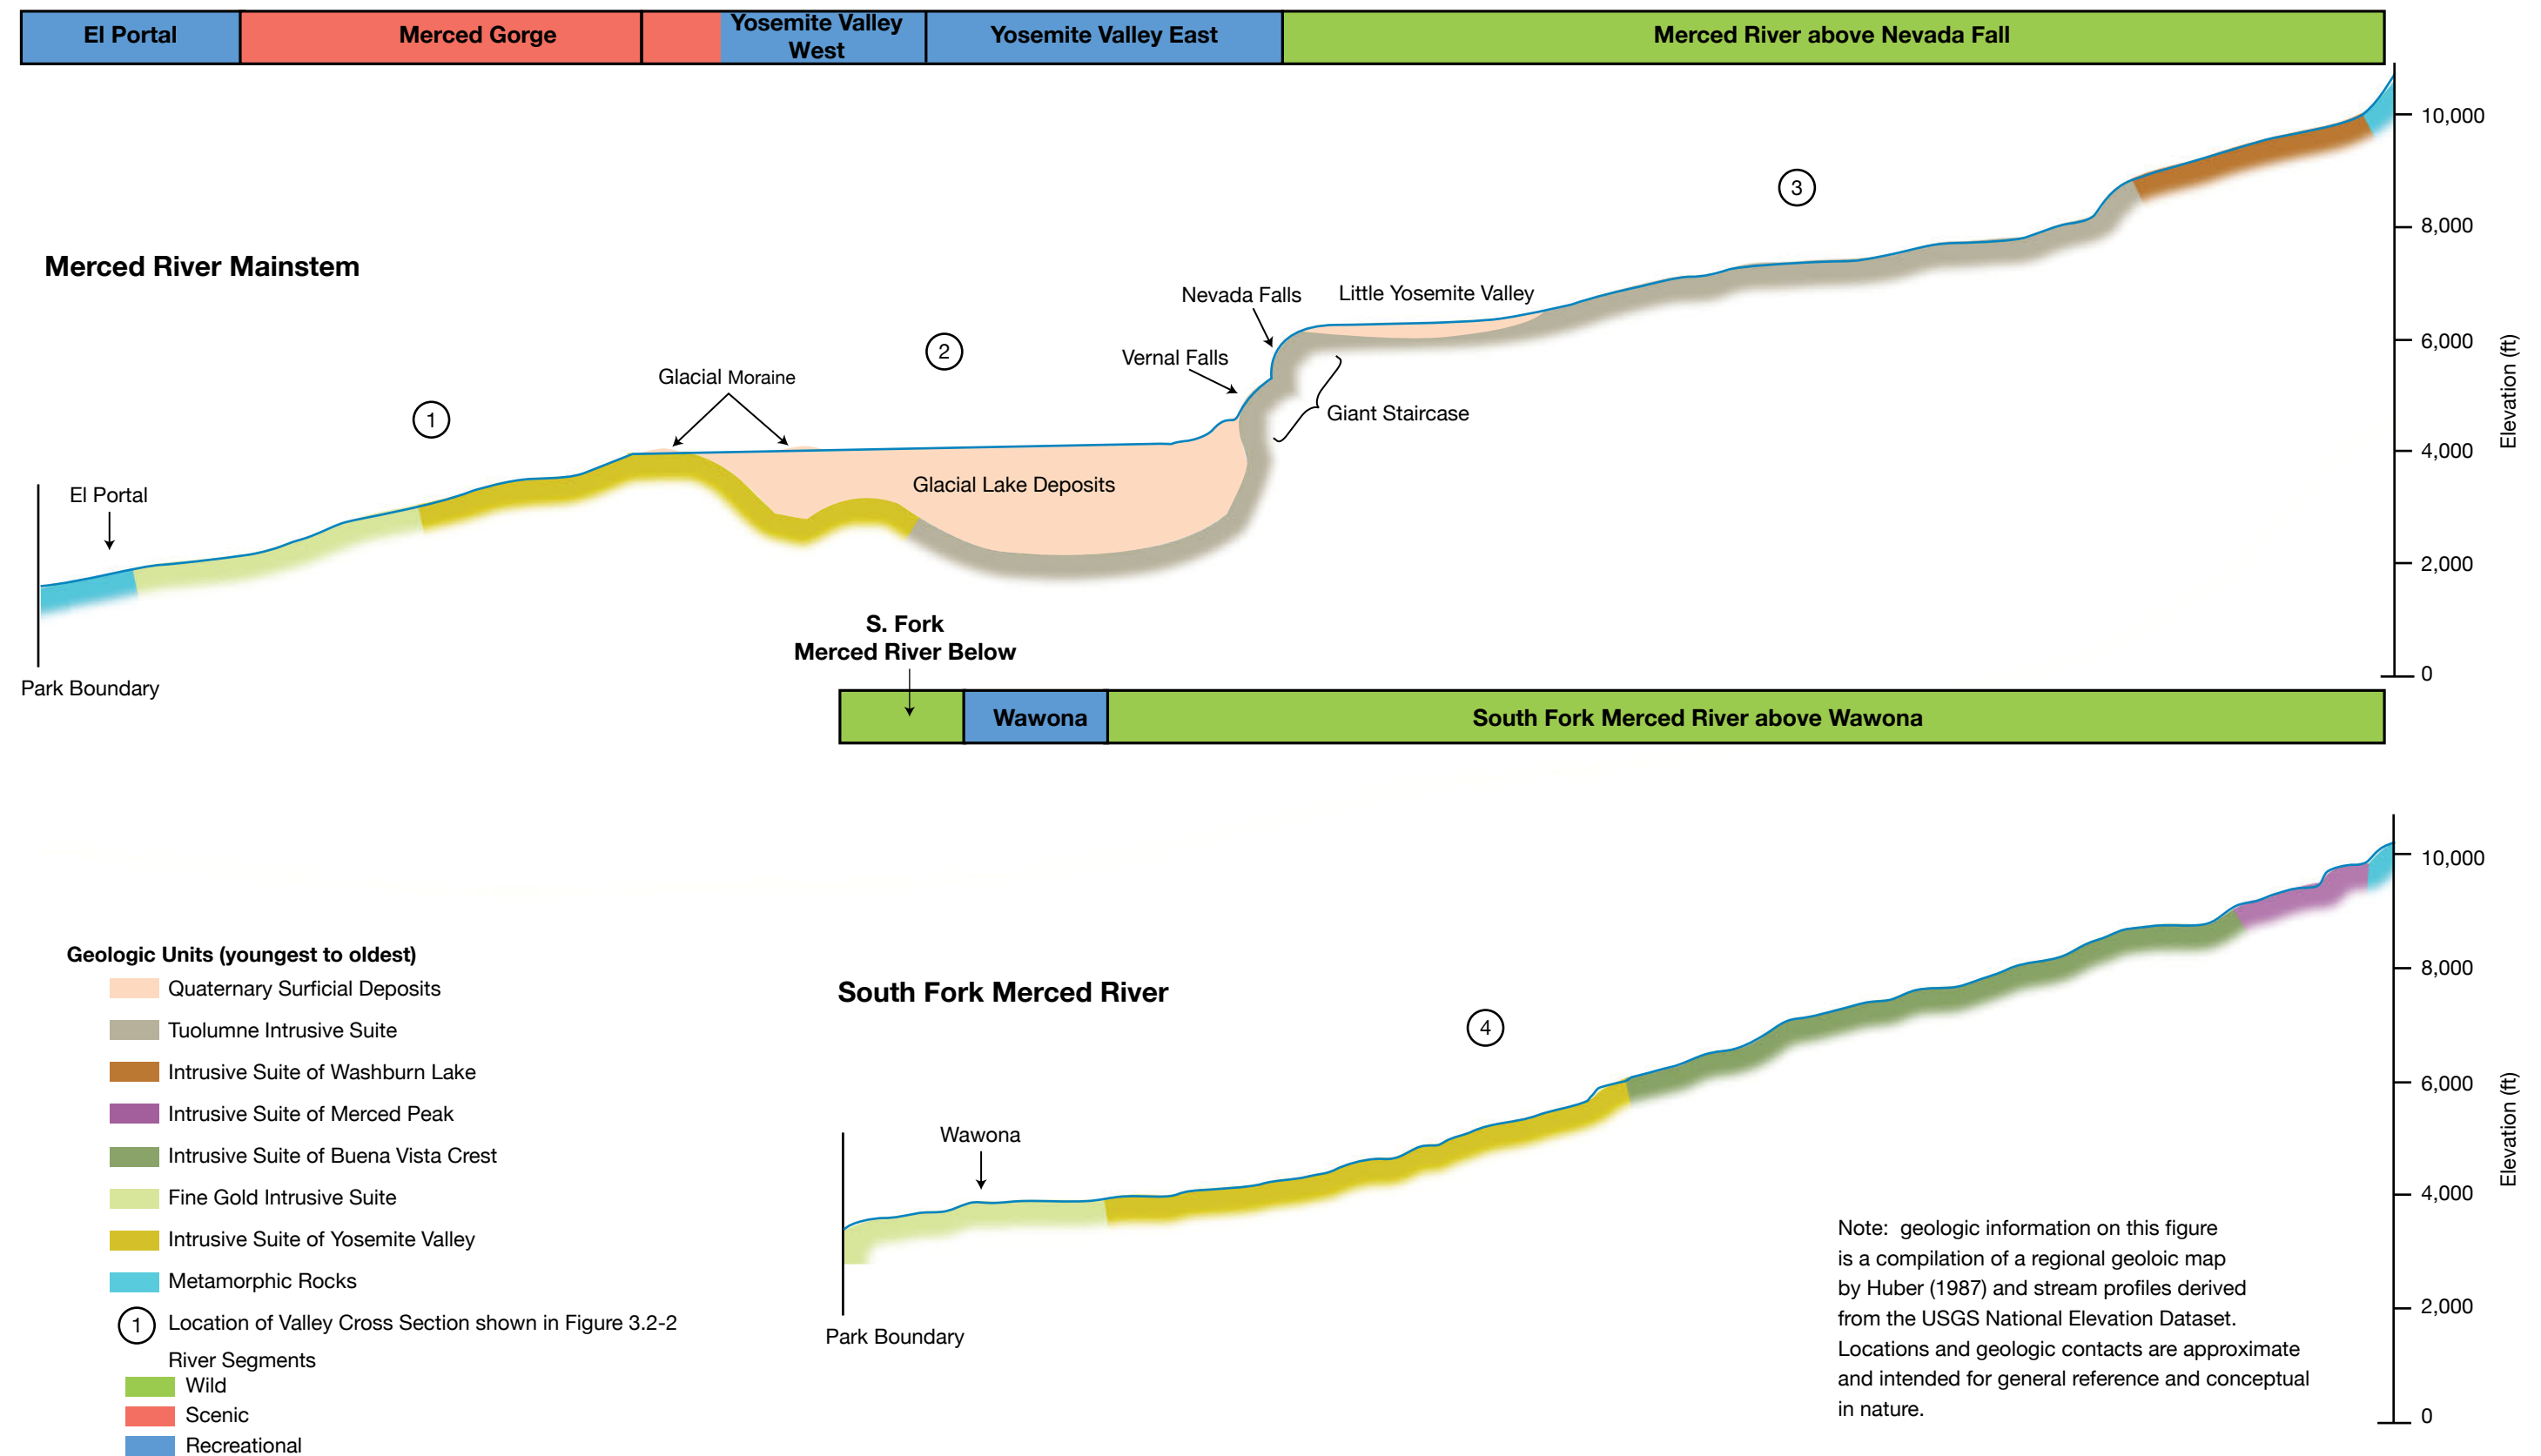 El Portal
Merced Gorge
Yosemite Valley
West
Yosemite Valley East
Merced River above Nevada Fall
10,000
8,000
6,000
4,000
2,000
0
Elevation (ft)
Merced River Mainstem
3
Nevada Falls
Little Yosemite Valley
2
Vernal Falls
Glacial Moraine
1
Giant Staircase
Glacial Lake Deposits
El Portal
Park Boundary
S. Fork
Merced River Below
Wawona
South Fork Merced River above Wawona
10,000
8,000
6,000
4,000
2,000
0
Elevation (ft)
South Fork Merced River
4
Wawona
Park Boundary
Geologic Units (youngest to oldest)
Quaternary Surficial Deposits
Tuolumne Intrusive Suite
Intrusive Suite of Washburn Lake
Intrusive Suite of Merced Peak
Intrusive Suite of Buena Vista Crest
Fine Gold Intrusive Suite
Intrusive Suite of Yosemite Valley
Metamorphic Rocks
1 Location of Valley Cross Section shown in Figure 3.2-2
River Segments
Wild
Scenic
Recreational
Note: geologic information on this figure
is a compilation of a regional geoloic map
by Huber (1987) and stream profiles derived
from the USGS National Elevation Dataset.
Locations and geologic contacts are approximate
and intended for general reference and conceptual
in nature.